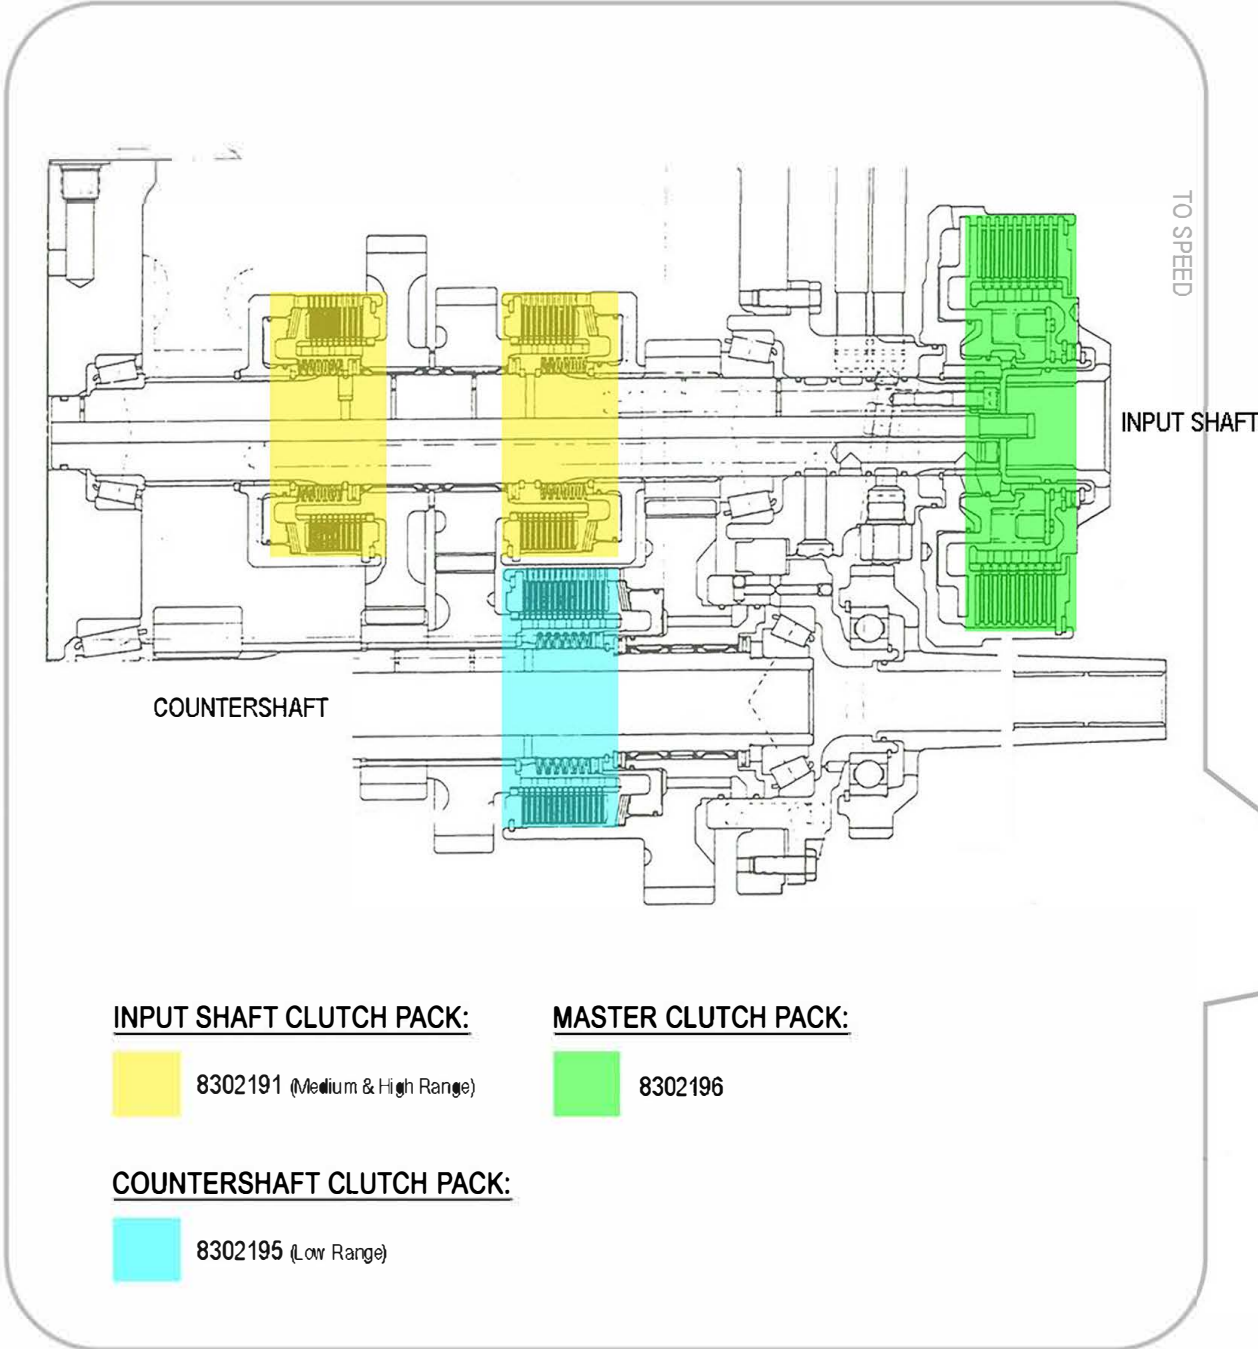 TO SPEED
INPUT SHAFT
COUNTERSHAFT
INPUT SHAFT CLUTCH PACK:
8302191 (Medium & High Range)
MASTER CLUTCH PACK:
8302196
COUNTERSHAFT CLUTCH PACK:
8302195 (Low Range)